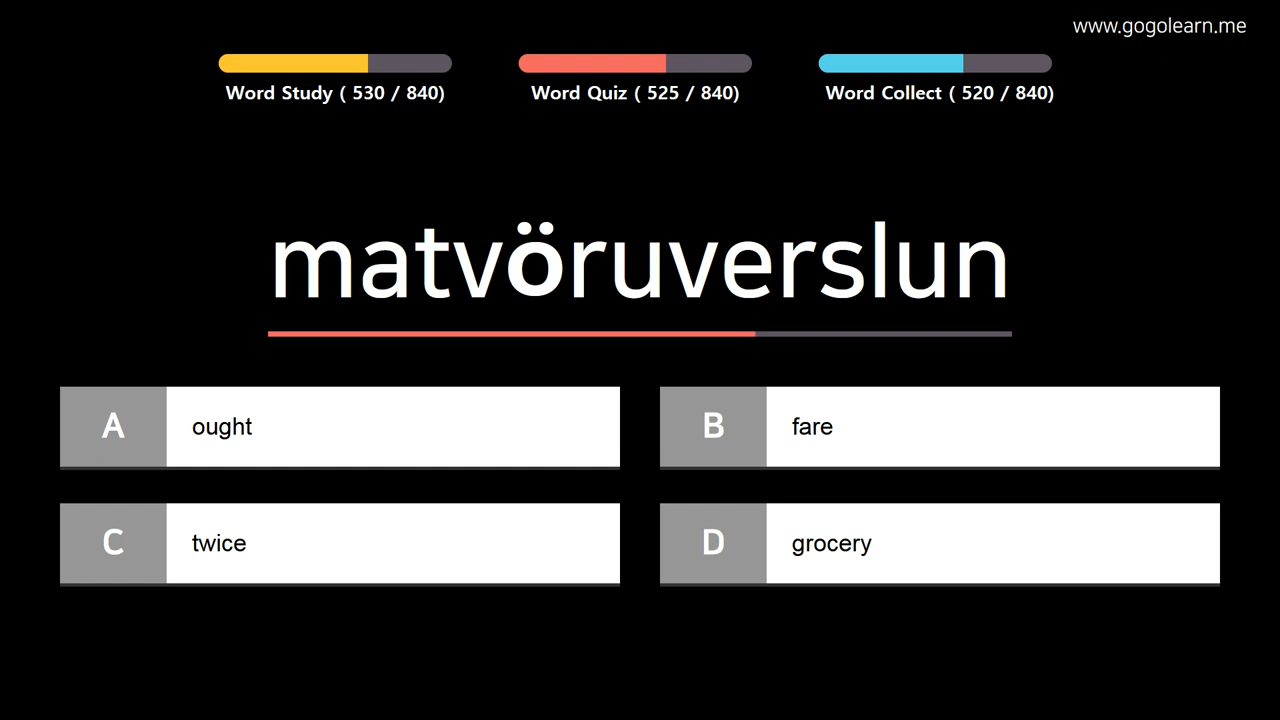 www.gogolearn.me
Word Study ( 530 / 840)
Word Quiz ( 525 / 840)
Word Collect ( 520 / 840)
matvöruverslun
A ought
B fare
C twice
D grocery